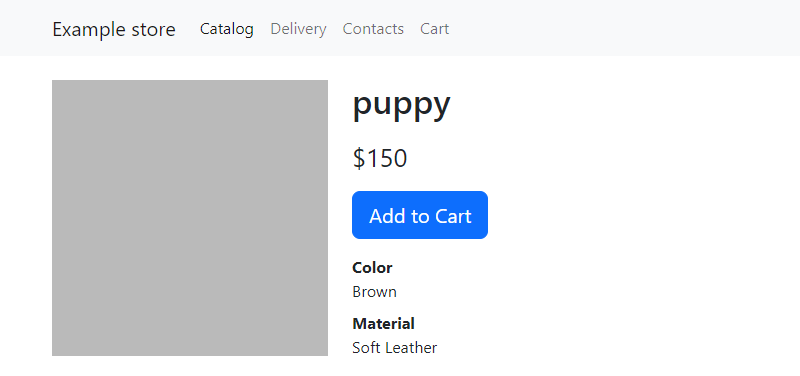 Example store Catalog Delivery Contacts Cart
puppy
$150
Add to Cart
Color
Brown
Material
Soft Leather